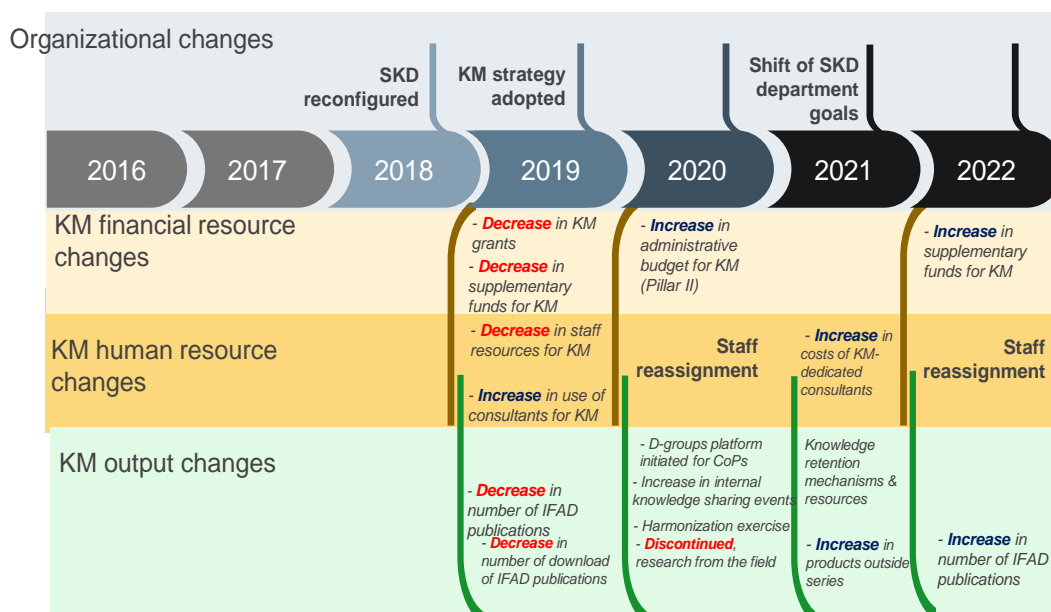 Organizational changes
SKD
reconfigured
KM strategy
adopted
Shift of SKD
department
goals
2016
2017
2018
2019
2020
2021
2022
KM financial resource
changes
- Decrease in KM
grants
- Decrease in
supplementary
funds for KM
- Increase in
administrative
budget for KM
(Pillar II)
- Increase in
supplementary
funds for KM
KM human resource
changes
- Decrease in staff
resources for KM
- Increase in use of
consultants for KM
Staff
reassignment
- Increase in
costs of KM-
dedicated
consultants
Staff
reassignment
KM output changes
- Decrease in
number of IFAD
publications
- Decrease in
number of download
of IFAD publications
- D-groups platform
initiated for CoPs
- Increase in internal
knowledge sharing events
- Harmonization exercise
- Discontinued,
research from the field
Knowledge
retention
mechanisms &
resources
- Increase in
products outside
series
- Increase in
number of IFAD
publications